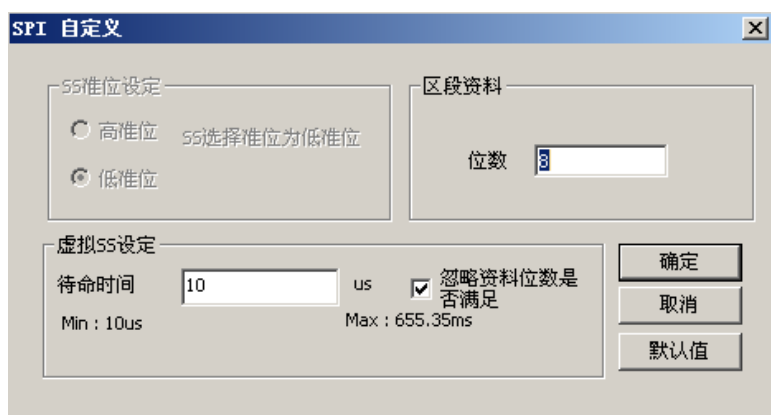 SPI 自定义
SS准位设定
高准位
SS选择准位为低准位
低准位
区段资料
位数 8
虚拟SS设定
待命时间 10 us
忽略资料位数是
否满足
Min : 10us
Max : 655.35ms
确定
取消
默认值